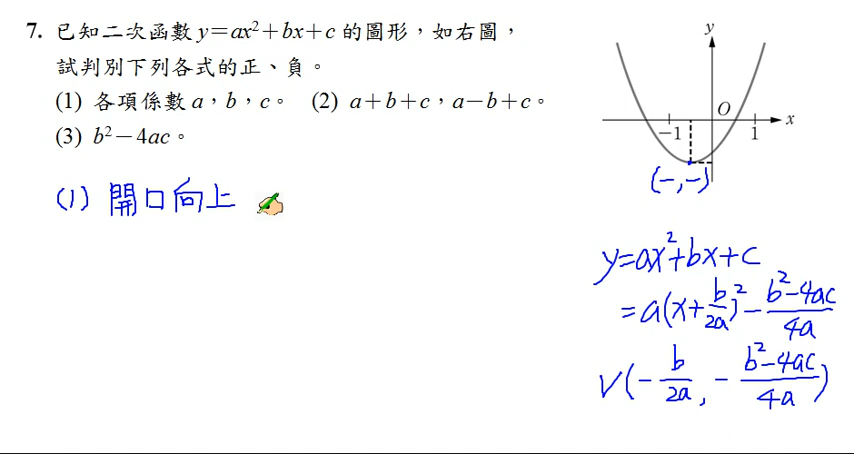 7. 已知二次函數 y=ax²+bx+c 的圖形，如右圖，
試判別下列各式的正、負。
(1) 各項係數 a，b，c。 (2) a+b+c，a−b+c。
(3) b²−4ac。
(1) 開口向上
y
O
x
−1
1
(−,−)
y=ax²+bx+c
=a(x+b/2a)²−(b²−4ac)/4a
V(−b/2a, −(b²−4ac)/4a)